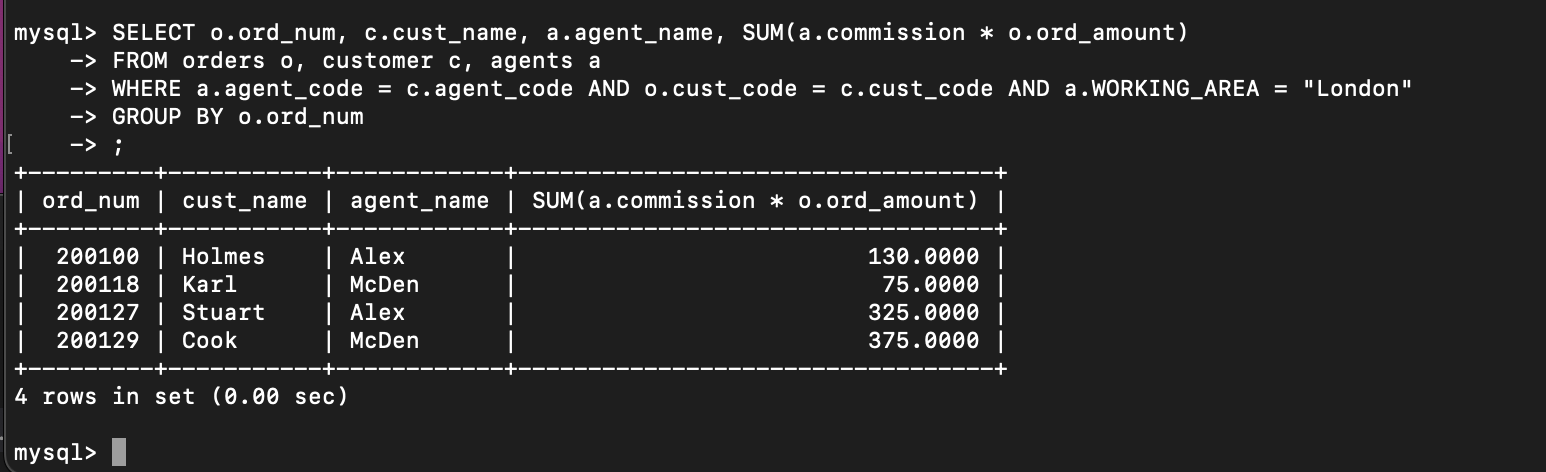 mysql> SELECT o.ord_num, c.cust_name, a.agent_name, SUM(a.commission * o.ord_amount)
    -> FROM orders o, customer c, agents a
    -> WHERE a.agent_code = c.agent_code AND o.cust_code = c.cust_code AND a.WORKING_AREA = "London"
    -> GROUP BY o.ord_num
[    -> ;
+----------+-----------+------------+----------------------------------+
| ord_num | cust_name | agent_name | SUM(a.commission * o.ord_amount) |
+----------+-----------+------------+----------------------------------+
|  200100 | Holmes    | Alex       |                         130.0000 |
|  200118 | Karl      | McDen      |                          75.0000 |
|  200127 | Stuart    | Alex       |                         325.0000 |
|  200129 | Cook      | McDen      |                         375.0000 |
+----------+-----------+------------+----------------------------------+
4 rows in set (0.00 sec)
mysql>